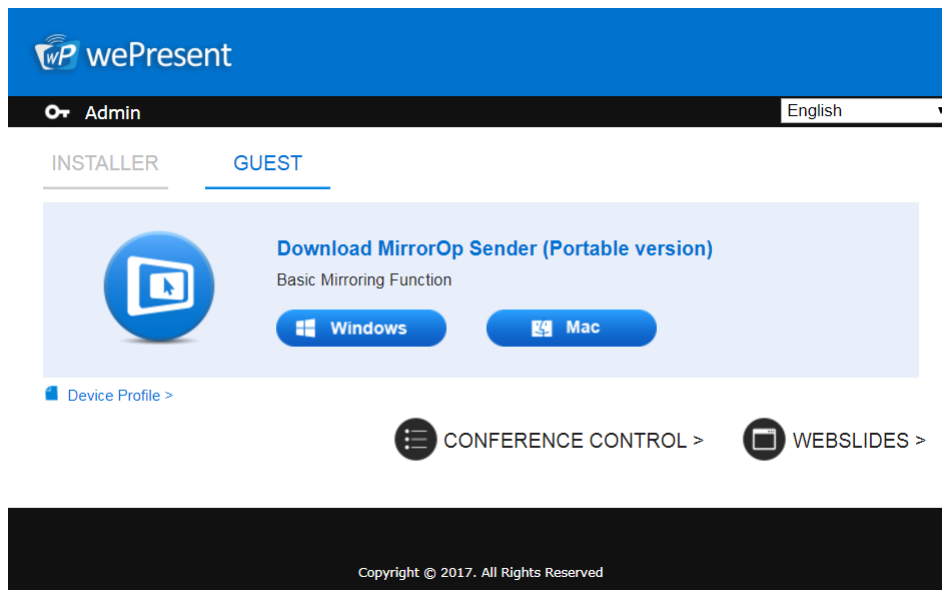 wP wePresent
Admin
English
INSTALLER GUEST
Download MirrorOp Sender (Portable version)
Basic Mirroring Function
Windows Mac
Device Profile >
CONFERENCE CONTROL > WEBSLIDES >
Copyright © 2017. All Rights Reserved